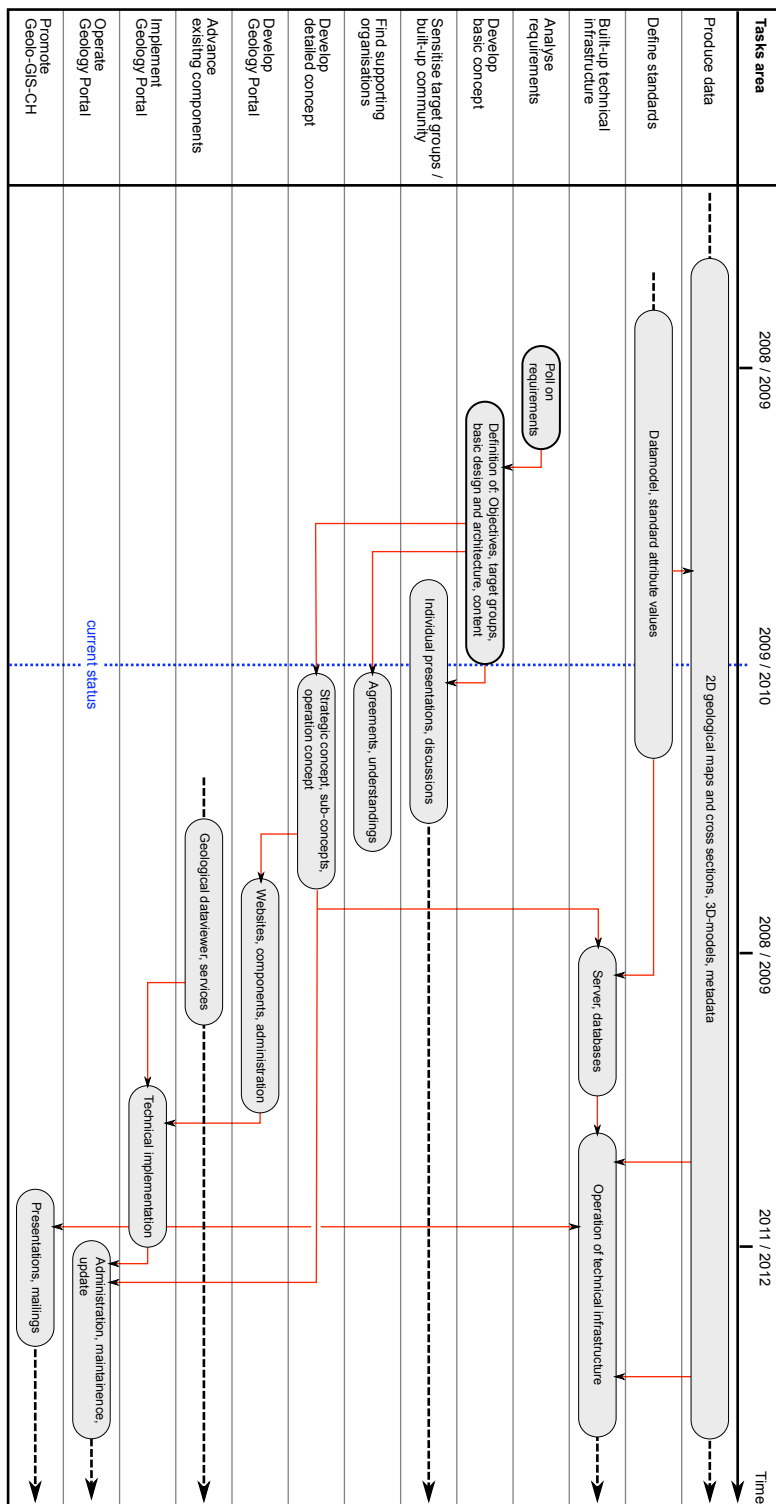 Tasks area
2008 / 2009
2009 / 2010
2008 / 2009
2011 / 2012
Time
Produce data
2D geological maps and cross sections, 3D-models, metadata
Define standards
Datamodel, standard attribute values
Built-up technical
infrastructure
Server, databases
Operation of technical infrastructure
Analyse
requirements
Poll on
requirements
Develop
basic concept
Definition of: Objectives, target groups,
basic design and architecture, content
Sensitise target groups /
built-up community
Individual presentations, discussions
Find supporting
organisations
Agreements, understandings
Develop
detailed concept
Strategic concept, sub-concepts,
operation concept
Develop
Geology Portal
Websites, components, administration
Advance
exisitng components
Geological dataviewer, services
Implement
Geology Portal
Technical implementation
Operate
Geology Portal
current status
Administration, maintainence,
update
Promote
Geolo-GIS-CH
Presentations, mailings